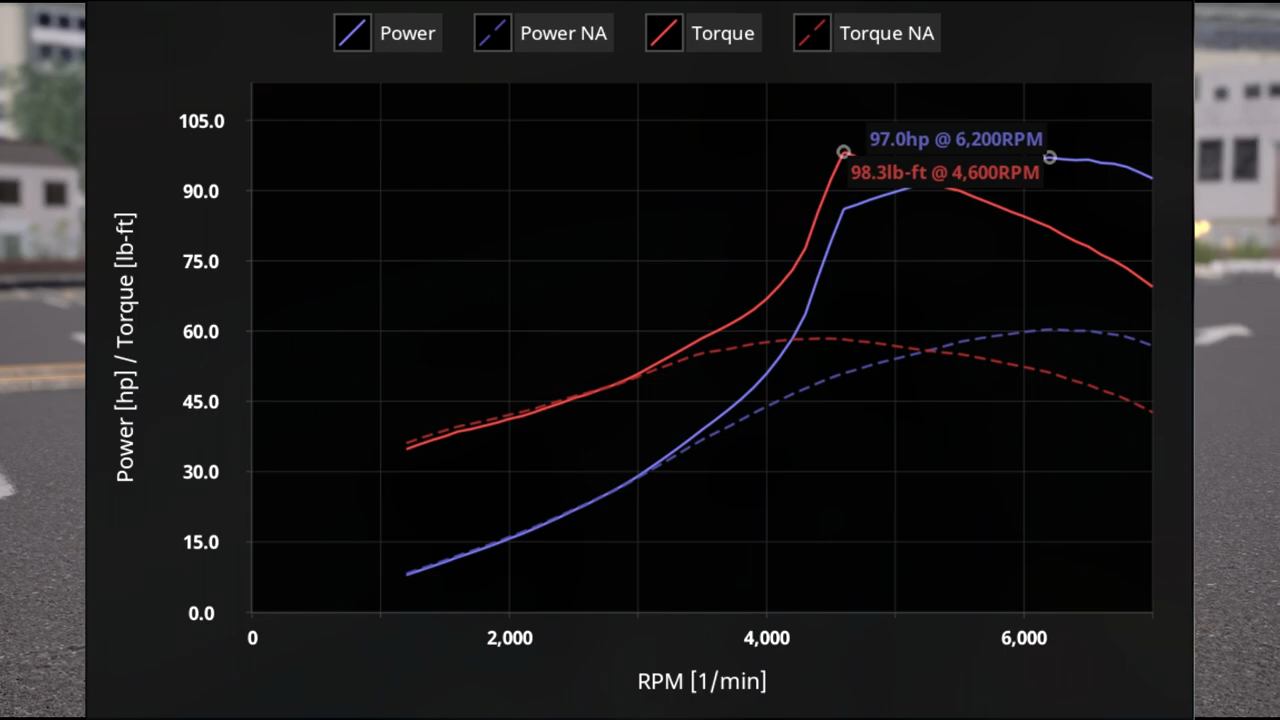 Power
Power NA
Torque
Torque NA
Power [hp] / Torque [lb-ft]
105.0
90.0
75.0
60.0
45.0
30.0
15.0
0.0
97.0hp @ 6,200RPM
98.3lb-ft @ 4,600RPM
0 2,000 4,000 6,000
RPM [1/min]